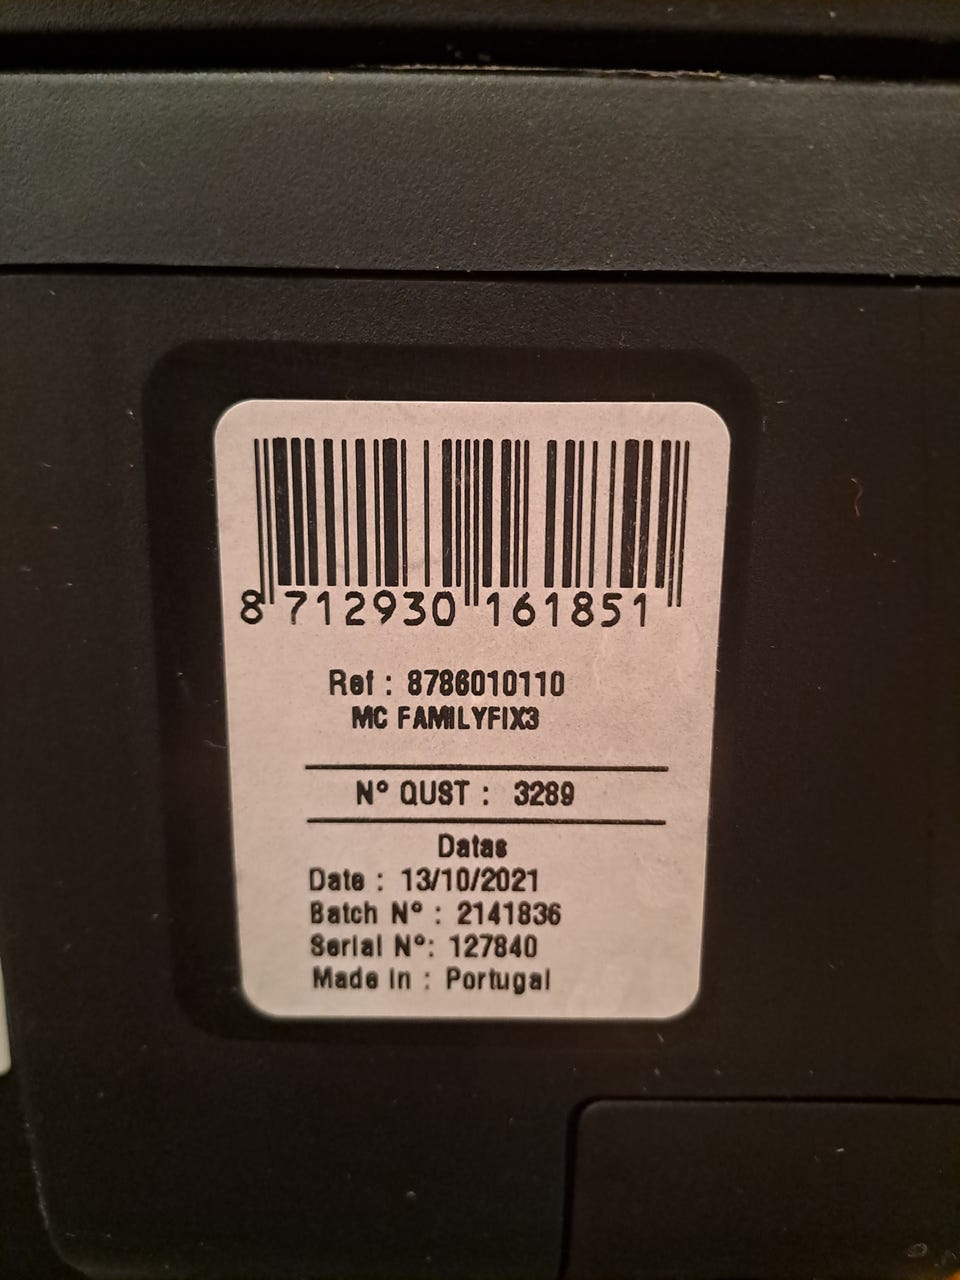 8 712930 161851
Ref : 8786010110
MC FAMILYFIX3
N° QUST : 3289
Datas
Date : 13/10/2021
Batch N° : 2141836
Serial N°: 127840
Made In : Portugal